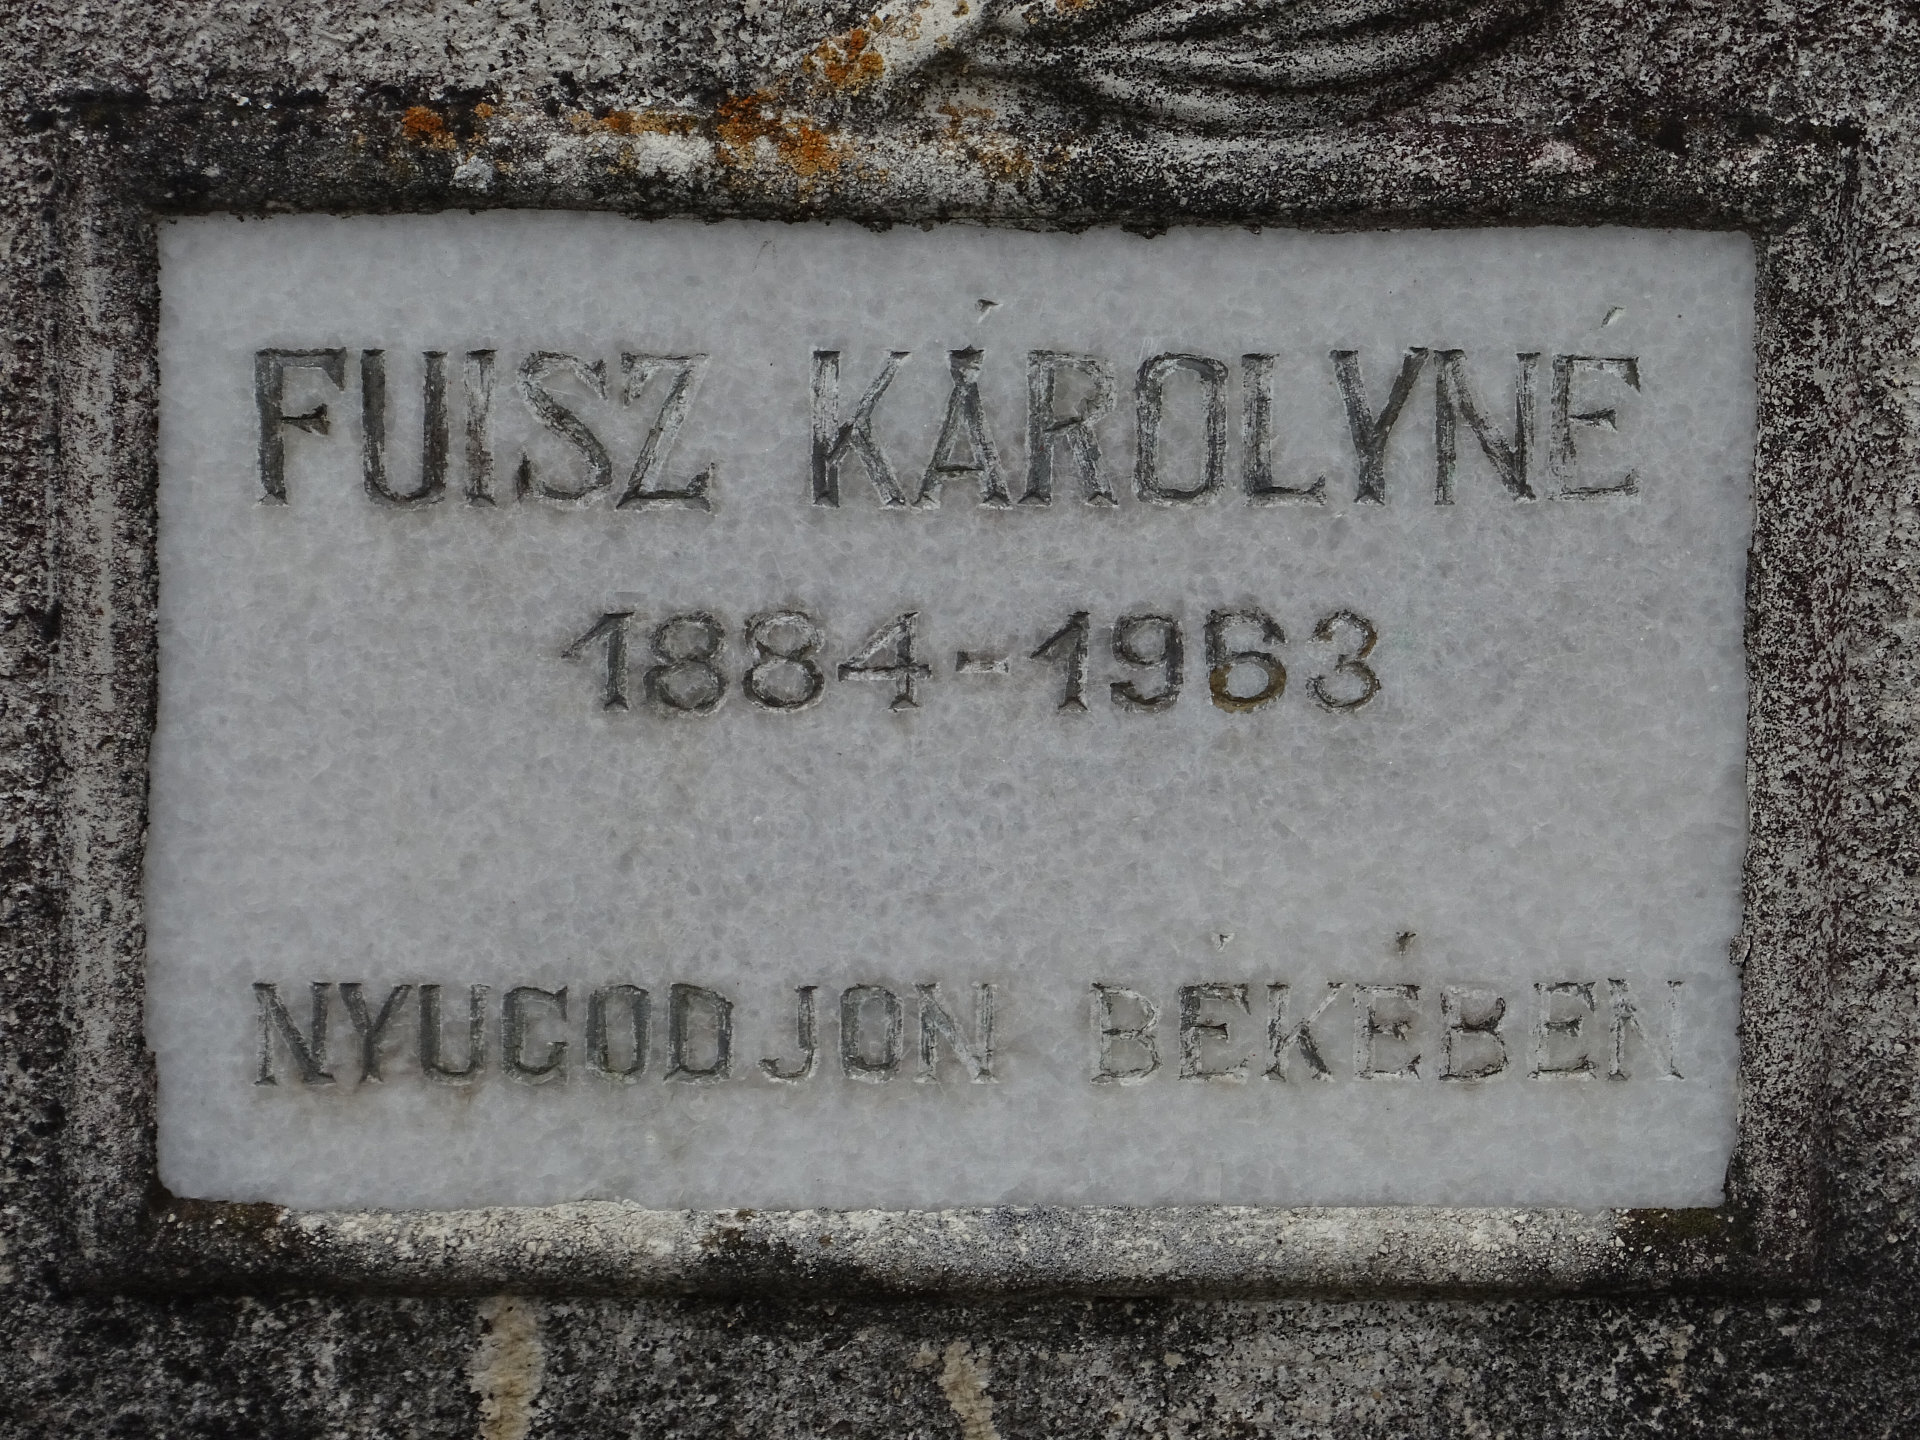 FUISZ KÁROLYNÉ
1884-1963
NYUGODJON BÉKÉBEN